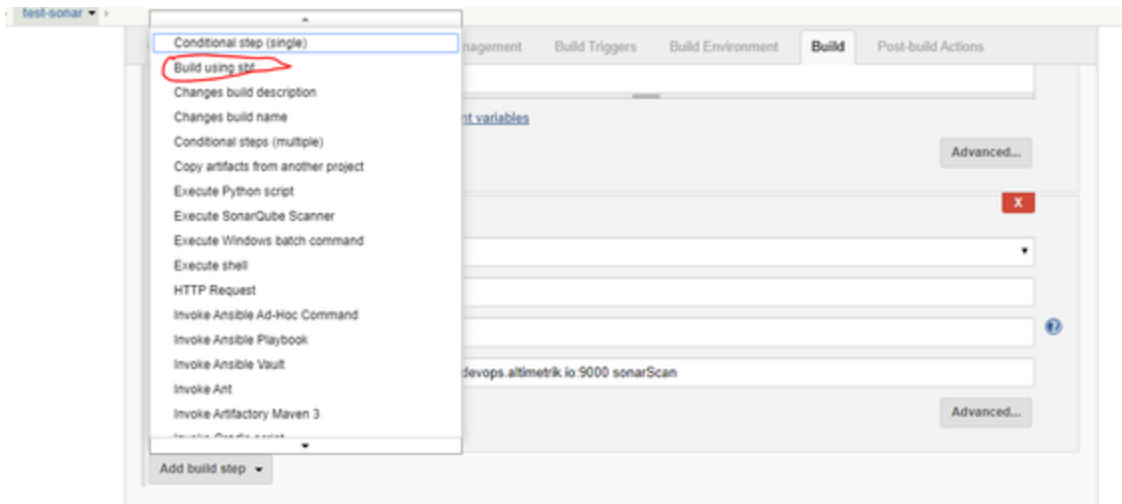 test-sonar
nagement Build Triggers Build Environment Build Post-build Actions
Conditional step (single)
Build using sbt
Changes build description
Changes build name
nt variables
Conditional steps (multiple)
Advanced...
Copy artifacts from another project
Execute Python script
X
Execute SonarQube Scanner
Execute Windows batch command
Execute shell
HTTP Request
Invoke Ansible Ad-Hoc Command
?
Invoke Ansible Playbook
Invoke Ansible Vault
devops.altimetrik.io:9000 sonarScan
Invoke Ant
Invoke Artifactory Maven 3
Advanced...
Add build step